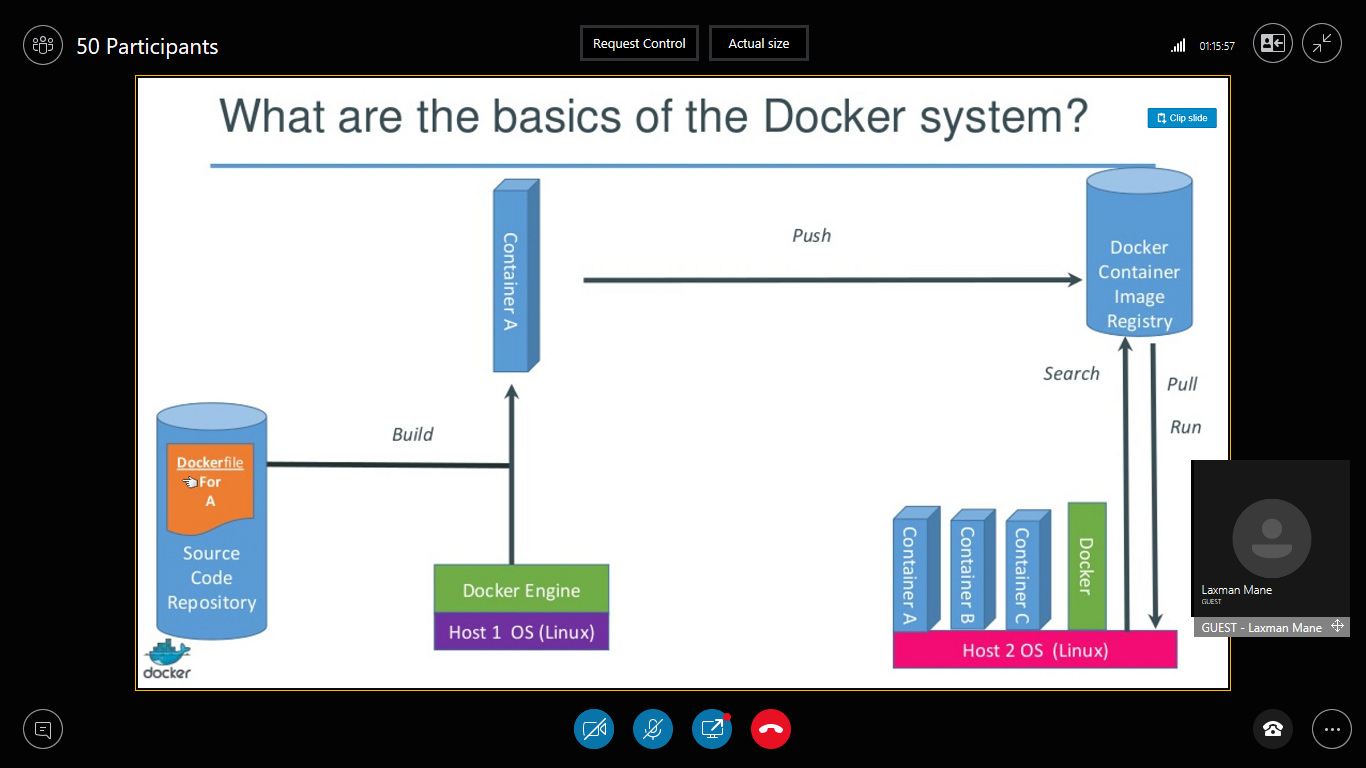 50 Participants
Request Control
Actual size
01:15:57
What are the basics of the Docker system?
Clip slide
Container A
Push
Docker
Container
Image
Registry
Search
Pull
Run
Build
Dockerfile
For
A
Source
Code
Repository
Docker Engine
Host 1 OS (Linux)
Container A
Container B
Container C
Docker
Host 2 OS (Linux)
docker
Laxman Mane
GUEST
GUEST - Laxman Mane